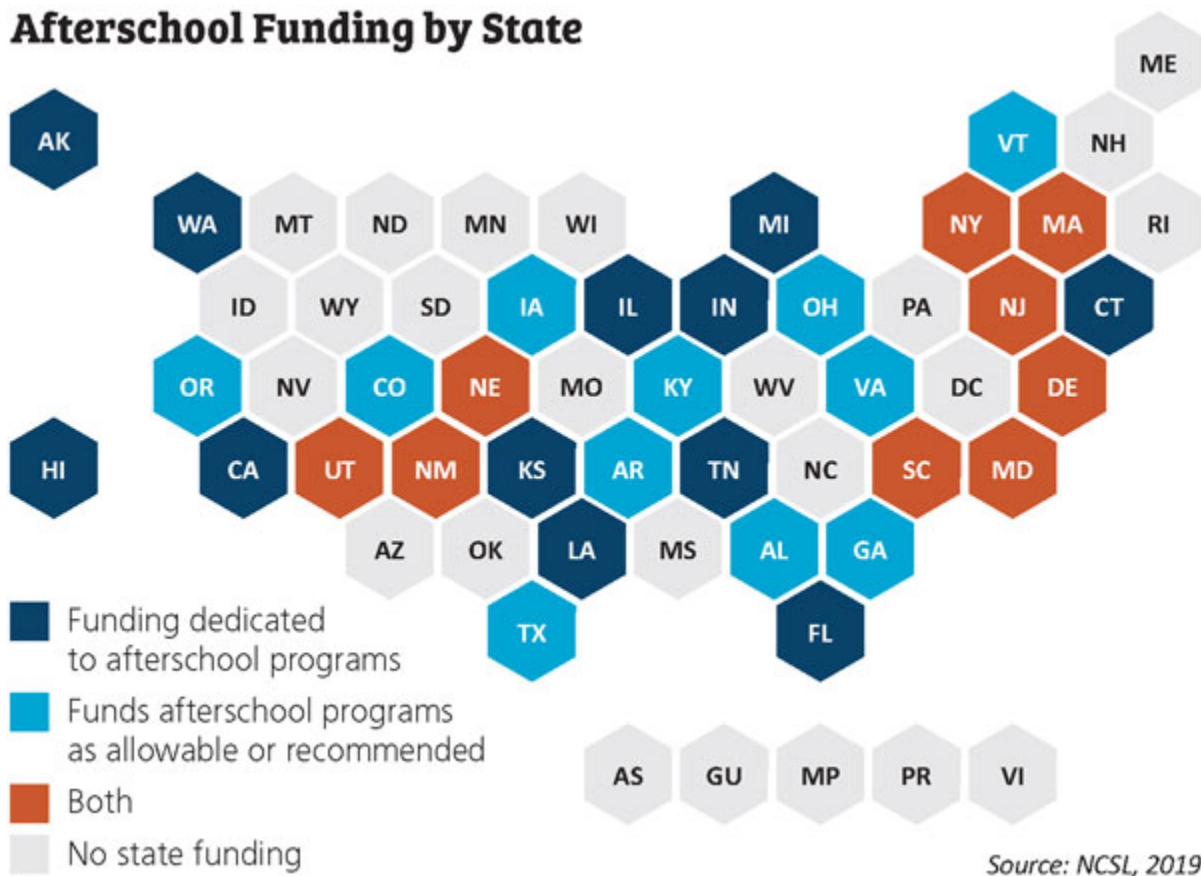 Afterschool Funding by State
ME
AK
VT
NH
WA
MT
ND
MN
WI
MI
NY
MA
RI
ID
WY
SD
IA
IL
IN
OH
PA
NJ
CT
OR
NV
CO
NE
MO
KY
WV
VA
DC
DE
HI
CA
UT
NM
KS
AR
TN
NC
SC
MD
AZ
OK
LA
MS
AL
GA
TX
FL
Funding dedicated
to afterschool programs
Funds afterschool programs
as allowable or recommended
Both
No state funding
AS
GU
MP
PR
VI
Source: NCSL, 2019